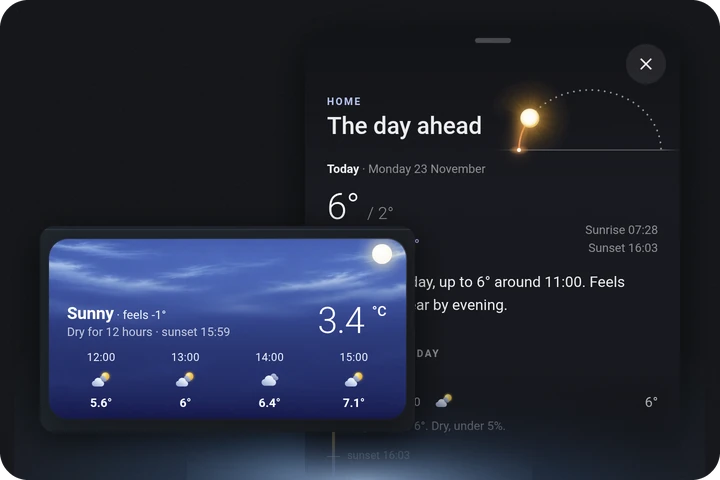 HOME
The day ahead
Today · Monday 23 November
6° / 2°
Sunrise 07:28
Sunset 16:03
day, up to 6° around 11:00. Feels
by evening.
DAY
6°
6°. Dry, under 5%.
sunset 16:03
Sunny · feels -1°
Dry for 12 hours · sunset 15:59
3.4 °C
12:00 13:00 14:00 15:00
5.6° 6° 6.4° 7.1°